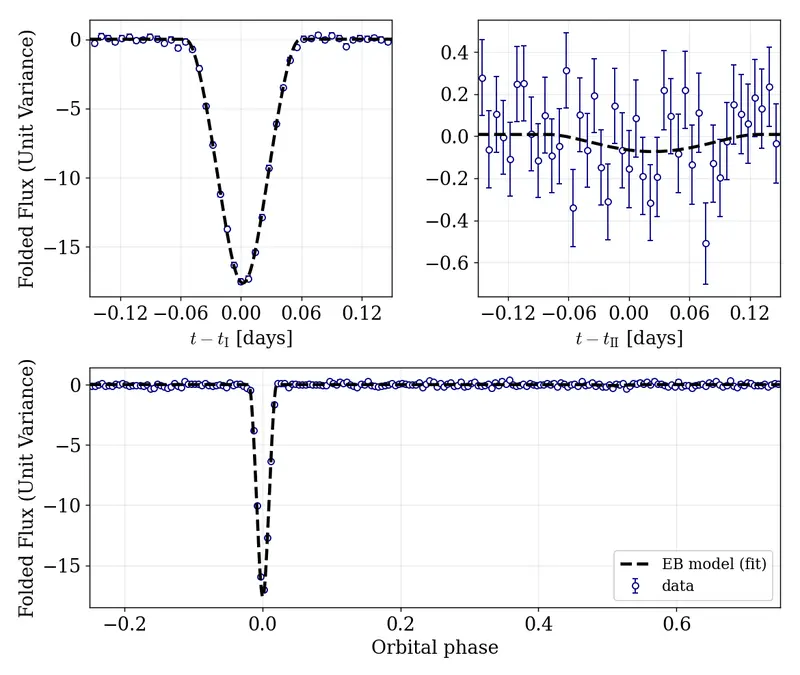 Folded Flux (Unit Variance)
0
−5
−10
−15
−0.12 −0.06 0.00 0.06 0.12
t − tI [days]
0.4
0.2
0.0
−0.2
−0.4
−0.6
−0.12 −0.06 0.00 0.06 0.12
t − tII [days]
Folded Flux (Unit Variance)
0
−5
−10
−15
EB model (fit)
data
−0.2 0.0 0.2 0.4 0.6
Orbital phase